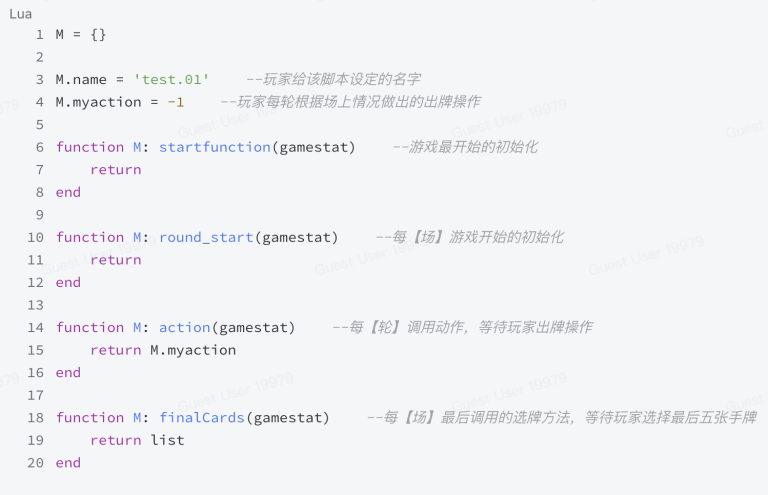 Lua
1 M = {}
2
3 M.name = 'test.01' --玩家给该脚本设定的名字
4 M.myaction = -1 --玩家每轮根据场上情况做出的出牌操作
5
6 function M: startfunction(gamestat) --游戏最开始的初始化
7 return
8 end
9
10 function M: round_start(gamestat) --每【场】游戏开始的初始化
11 return
12 end
13
14 function M: action(gamestat) --每【轮】调用动作, 等待玩家出牌操作
15 return M.myaction
16 end
17
18 function M: finalCards(gamestat) --每【场】最后调用的选牌方法, 等待玩家选择最后五张手牌
19 return list
20 end
Guest User 19979